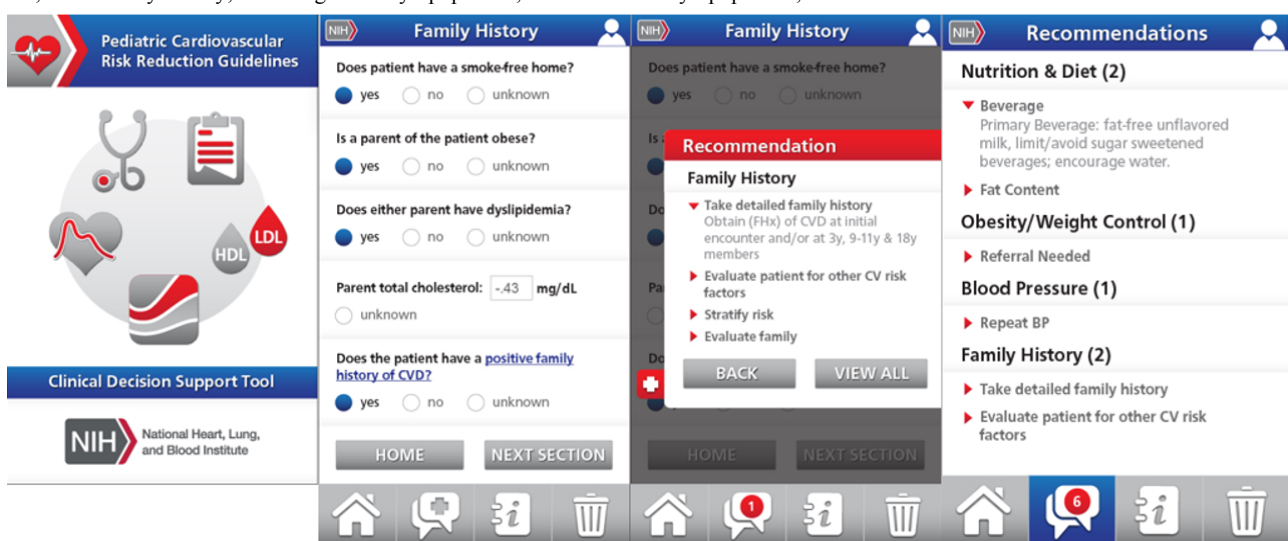 Pediatric Cardiovascular
Risk Reduction Guidelines
HDL
LDL
Clinical Decision Support Tool
NIH
National Heart, Lung,
and Blood Institute
NIH
Family History
Does patient have a smoke-free home?
yes no unknown
Is a parent of the patient obese?
yes no unknown
Does either parent have dyslipidemia?
yes no unknown
Parent total cholesterol: -.43 mg/dL
unknown
Does the patient have a positive family
history of CVD?
yes no unknown
HOME NEXT SECTION
NIH
Family History
Does patient have a smoke-free home?
yes no unknown
Recommendation
Family History
Take detailed family history
Obtain (FHx) of CVD at initial
encounter and/or at 3y, 9-11y & 18y
members
Evaluate patient for other CV risk
factors
Stratify risk
Evaluate family
BACK VIEW ALL
HOME NEXT SECTION
1
NIH
Recommendations
Nutrition & Diet (2)
Beverage
Primary Beverage: fat-free unflavored
milk, limit/avoid sugar sweetened
beverages; encourage water.
Fat Content
Obesity/Weight Control (1)
Referral Needed
Blood Pressure (1)
Repeat BP
Family History (2)
Take detailed family history
Evaluate patient for other CV risk
factors
6